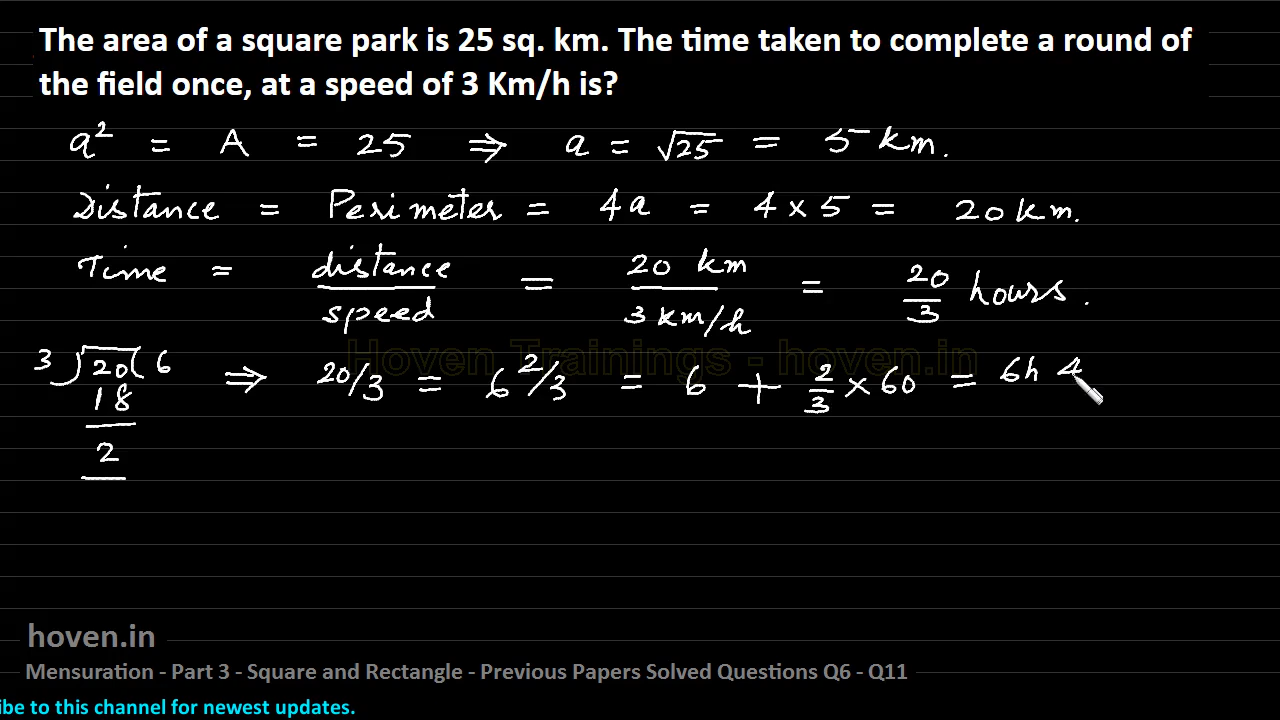 The area of a square park is 25 sq. km. The time taken to complete a round of
the field once, at a speed of 3 Km/h is?
a² = A = 25 ⇒ a = √25 = 5 km.
Distance = Perimeter = 4a = 4 × 5 = 20 km.
Time = distance/speed = 20 km/3 km/h = 20/3 hours.
3)20(6 ⇒ 20/3 = 6 2/3 = 6 + 2/3 × 60 = 6h 4
18
2
Hoven Trainings - hoven.in
hoven.in
Mensuration - Part 3 - Square and Rectangle - Previous Papers Solved Questions Q6 - Q11
ibe to this channel for newest updates.